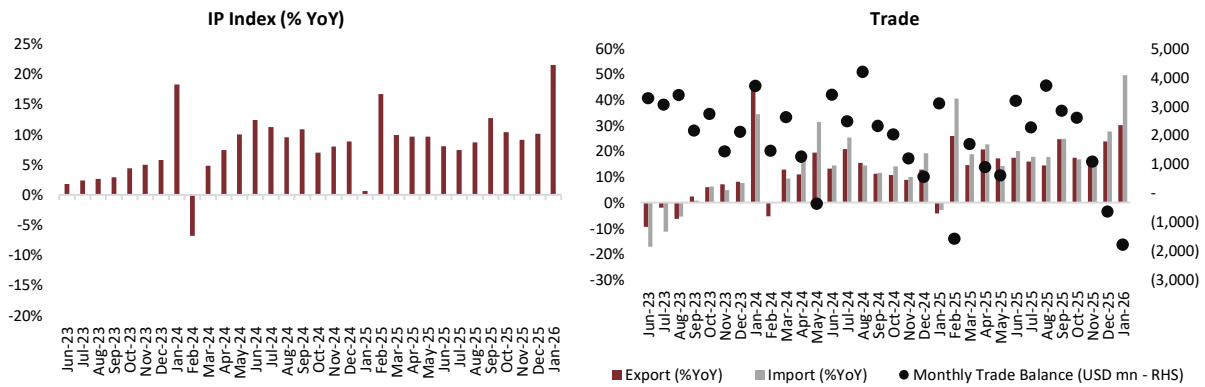 IP Index (% YoY)
25%
20%
15%
10%
5%
0%
-5%
-10%
-15%
-20%
Jun-23
Jul-23
Aug-23
Sep-23
Oct-23
Nov-23
Dec-23
Jan-24
Feb-24
Mar-24
Apr-24
May-24
Jun-24
Jul-24
Aug-24
Sep-24
Oct-24
Nov-24
Dec-24
Jan-25
Feb-25
Mar-25
Apr-25
May-25
Jun-25
Jul-25
Aug-25
Sep-25
Oct-25
Nov-25
Dec-25
Jan-26
Trade
60%
50%
40%
30%
20%
10%
0%
-10%
-20%
-30%
5,000
4,000
3,000
2,000
1,000
-
(1,000)
(2,000)
(3,000)
Jun-23
Jul-23
Aug-23
Sep-23
Oct-23
Nov-23
Dec-23
Jan-24
Feb-24
Mar-24
Apr-24
May-24
Jun-24
Jul-24
Aug-24
Sep-24
Oct-24
Nov-24
Dec-24
Jan-25
Feb-25
Mar-25
Apr-25
May-25
Jun-25
Jul-25
Aug-25
Sep-25
Oct-25
Nov-25
Dec-25
Jan-26
Export (%YoY) Import (%YoY) Monthly Trade Balance (USD mn - RHS)